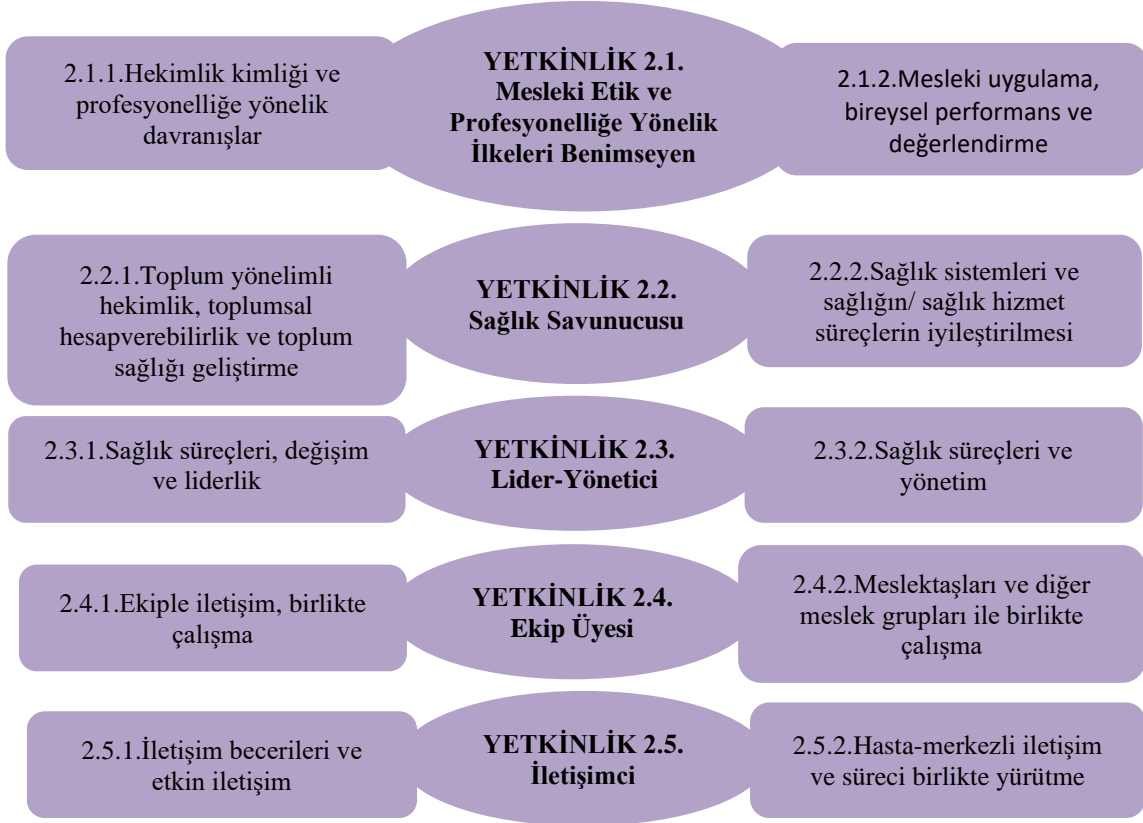 2.1.1.Hekimlik kimliği ve
profesyonelliğe yönelik
davranışlar
YETKİNLİK 2.1.
Mesleki Etik ve
Profesyonelliğe Yönelik
İlkeleri Benimseyen
2.1.2.Mesleki uygulama,
bireysel performans ve
değerlendirme
2.2.1.Toplum yönelimli
hekimlik, toplumsal
hesapverebilirlik ve toplum
sağlığı geliştirme
YETKİNLİK 2.2.
Sağlık Savunucusu
2.2.2.Sağlık sistemleri ve
sağlığın/ sağlık hizmet
süreçlerin iyileştirilmesi
2.3.1.Sağlık süreçleri, değişim
ve liderlik
YETKİNLİK 2.3.
Lider-Yönetici
2.3.2.Sağlık süreçleri ve
yönetim
2.4.1.Ekiple iletişim, birlikte
çalışma
YETKİNLİK 2.4.
Ekip Üyesi
2.4.2.Meslektaşları ve diğer
meslek grupları ile birlikte
çalışma
2.5.1.İletişim becerileri ve
etkin iletişim
YETKİNLİK 2.5.
İletişimci
2.5.2.Hasta-merkezli iletişim
ve süreci birlikte yürütme